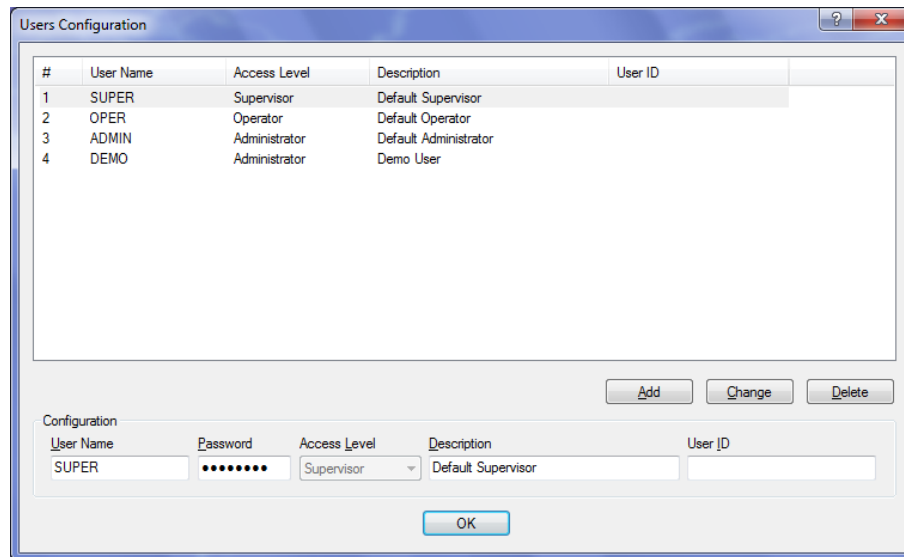 Users Configuration
# User Name Access Level Description User ID
1 SUPER Supervisor Default Supervisor
2 OPER Operator Default Operator
3 ADMIN Administrator Default Administrator
4 DEMO Administrator Demo User
Add Change Delete
Configuration
User Name Password Access Level Description User ID
SUPER •••••••• Supervisor Default Supervisor
OK